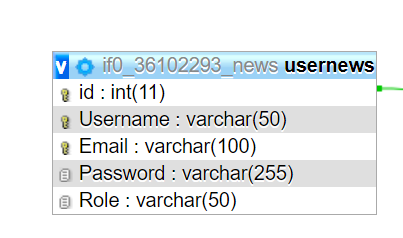 v if0_36102293_news usernews
id : int(11)
Username : varchar(50)
Email : varchar(100)
Password : varchar(255)
Role : varchar(50)